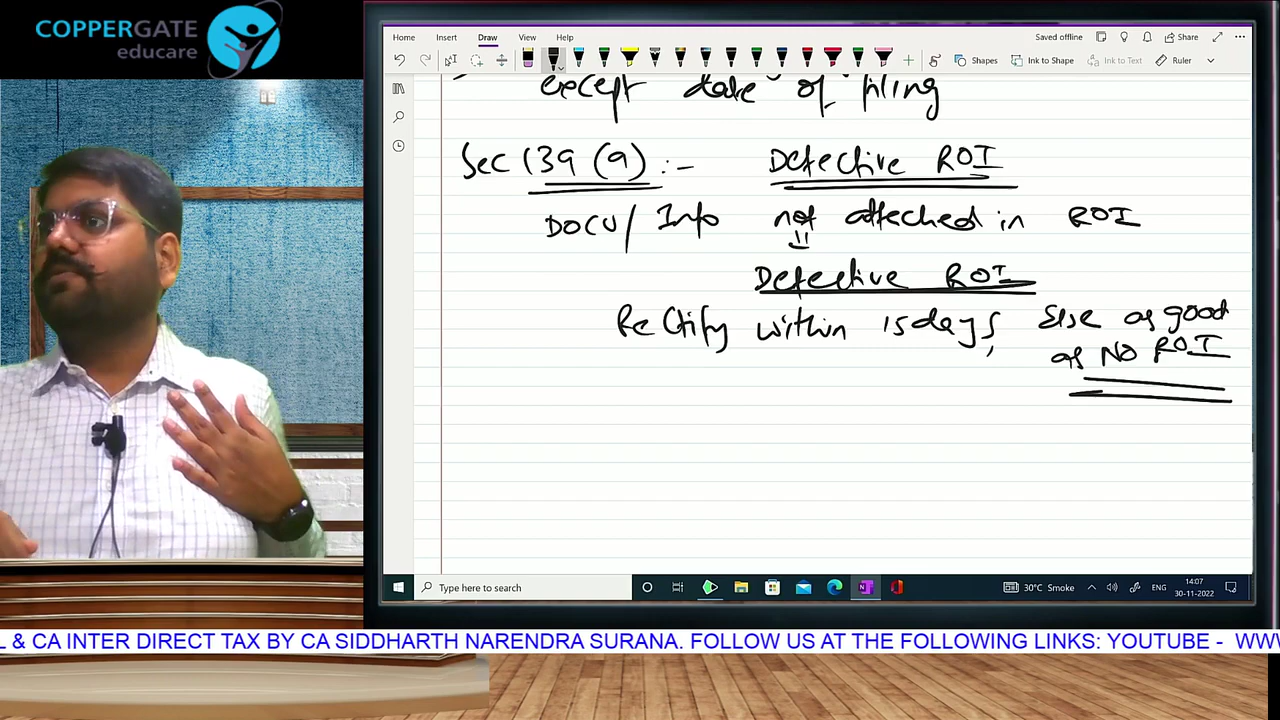 COPPERGATE
educare
Home Insert Draw View Help
Saved offline
Share
Shapes
Ink to Shape
Ink to Text
Ruler
except date of filing
Sec 139 (9) :- Defective ROI
DOCU/ Info not attached in ROI
Defective ROI
Rectify within 15days, else as good
as NO ROI
Type here to search
30°C Smoke
ENG
14:07
30-11-2022
L & CA INTER DIRECT TAX BY CA SIDDHARTH NARENDRA SURANA. FOLLOW US AT THE FOLLOWING LINKS: YOUTUBE - WWW